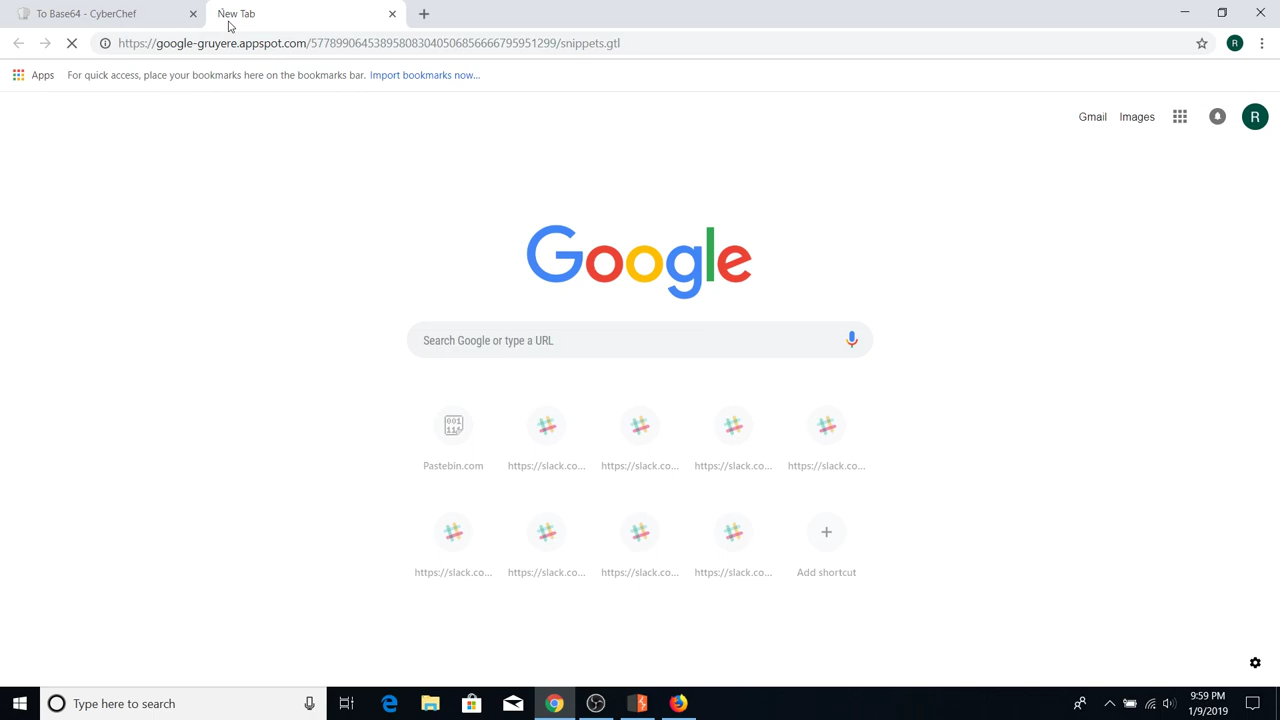 To Base64 - CyberChef
New Tab
https://google-gruyere.appspot.com/577899064538958083040506856666795951299/snippets.gtl
R
Apps
For quick access, place your bookmarks here on the bookmarks bar. Import bookmarks now...
Gmail
Images
R
Google
Search Google or type a URL
001
Pastebin.com
https://slack.co...
https://slack.co...
https://slack.co...
https://slack.co...
https://slack.co...
https://slack.co...
https://slack.co...
https://slack.co...
Add shortcut
Type here to search
9:59 PM
1/9/2019